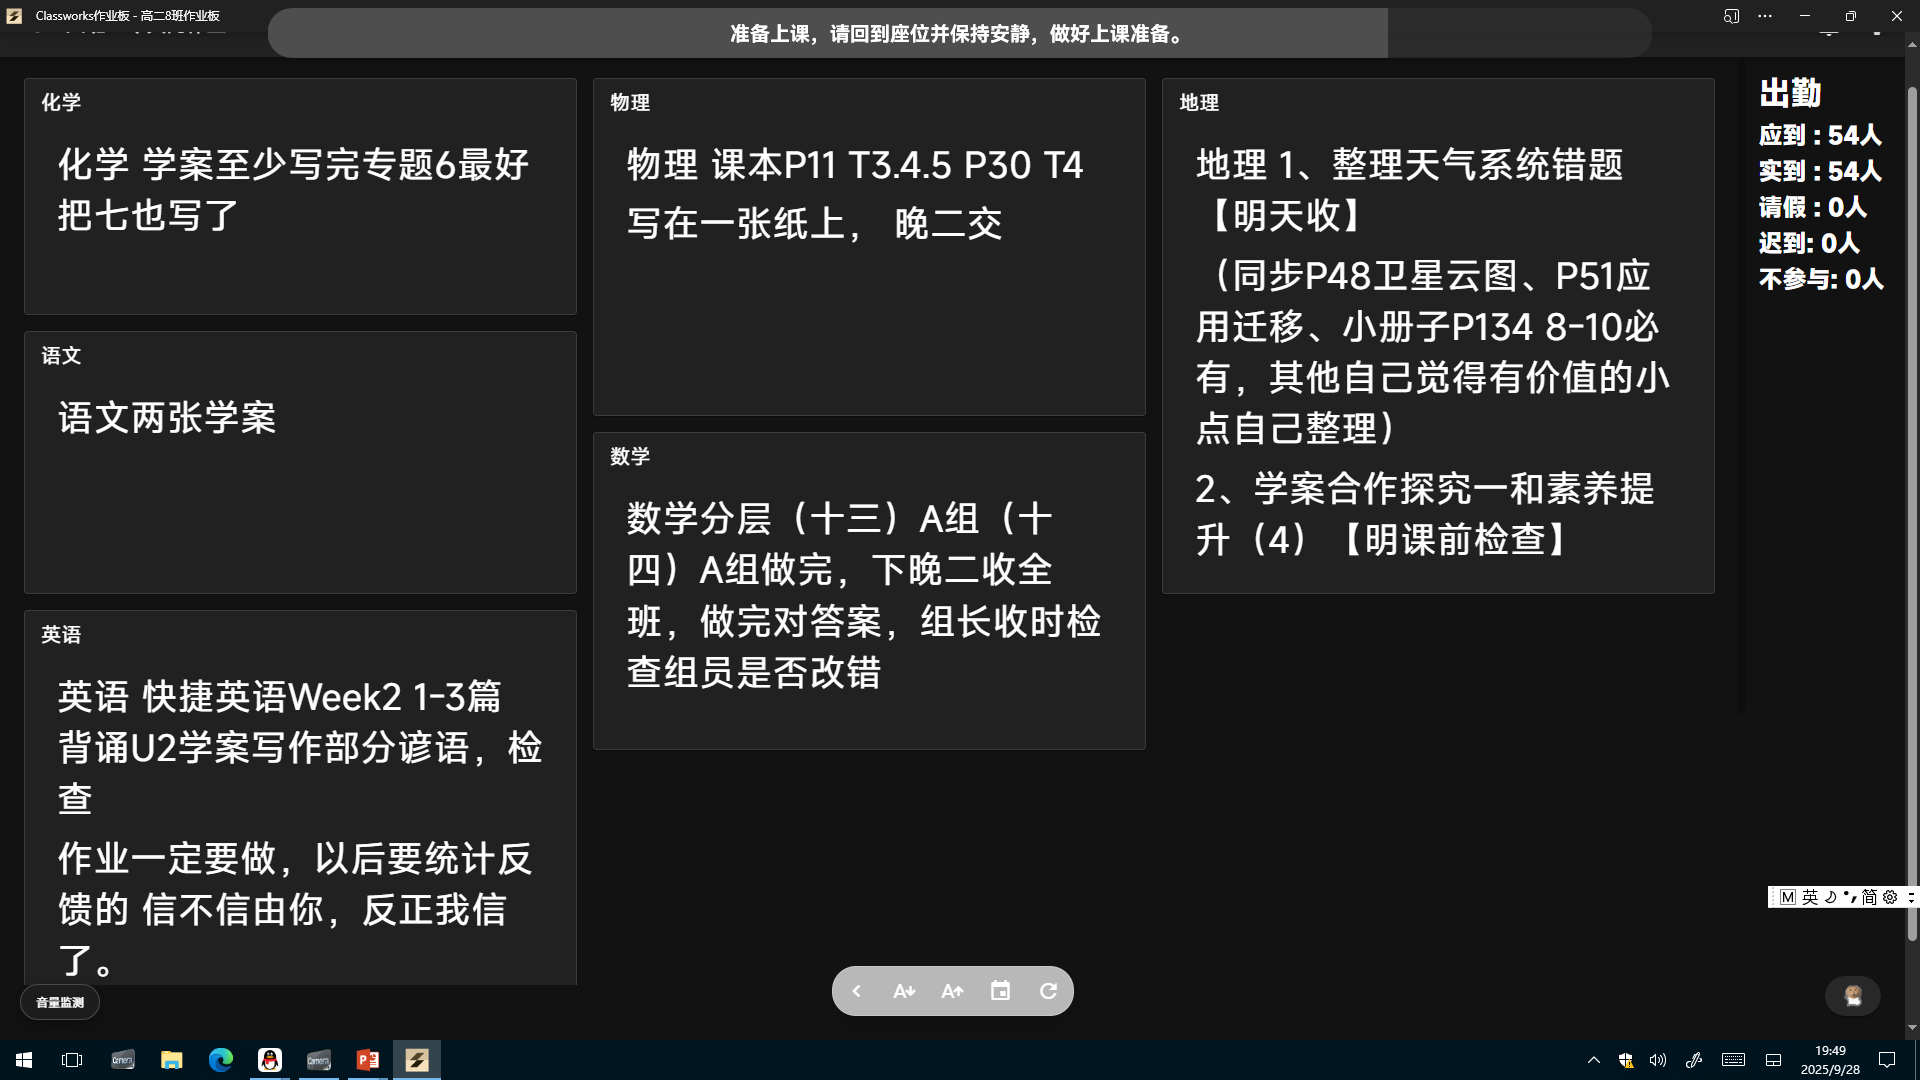 Classworks作业板 - 高二8班作业板
准备上课，请回到座位并保持安静，做好上课准备。
化学
化学 学案至少写完专题6最好
把七也写了
语文
语文两张学案
英语
英语 快捷英语Week2 1-3篇
背诵U2学案写作部分谚语，检
查
作业一定要做，以后要统计反
馈的 信不信由你，反正我信
了。
物理
物理 课本P11 T3.4.5 P30 T4
写在一张纸上， 晚二交
数学
数学分层（十三）A组（十
四）A组做完，下晚二收全
班，做完对答案，组长收时检
查组员是否改错
地理
地理 1、整理天气系统错题
【明天收】
（同步P48卫星云图、P51应
用迁移、小册子P134 8-10必
有，其他自己觉得有价值的小
点自己整理）
2、学案合作探究一和素养提
升（4）【明课前检查】
出勤
应到 : 54人
实到 : 54人
请假 : 0人
迟到: 0人
不参与: 0人
M 英 简
音量监测
A A
Camera Camera
19:49
2025/9/28